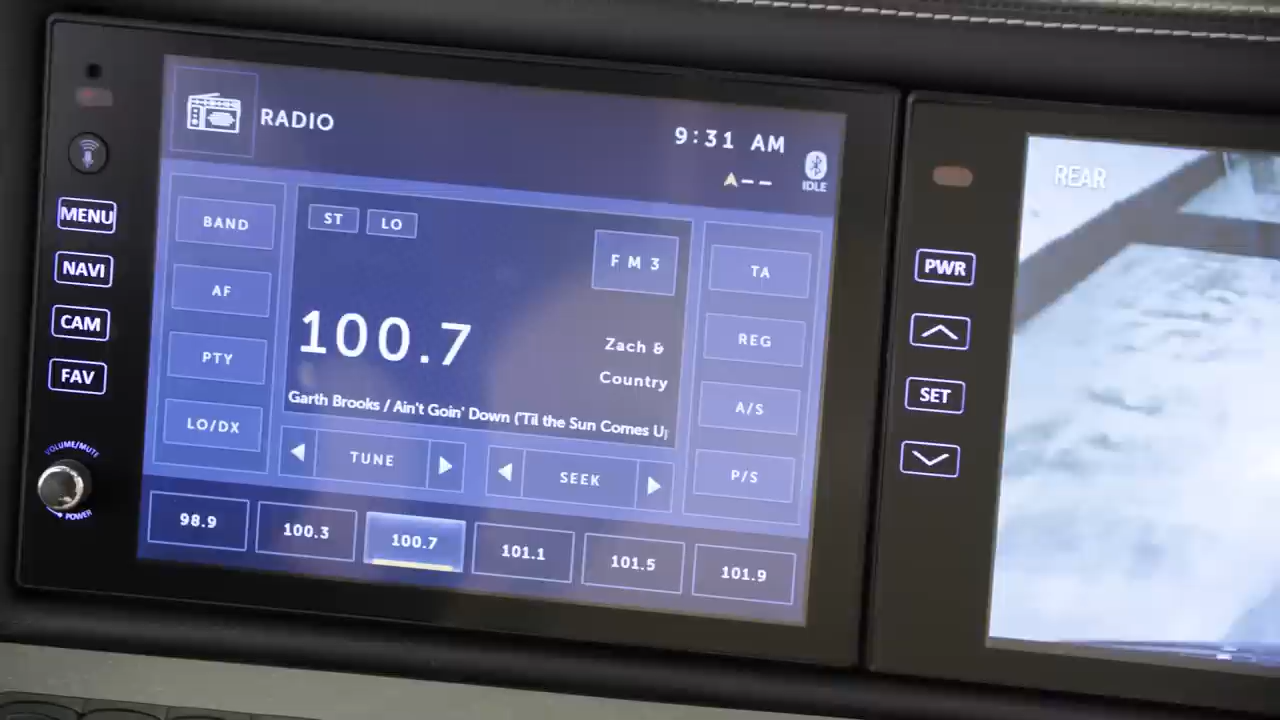 RADIO
9:31 AM
IDLE
VOLUME/MUTE
POWER
MENU
NAVI
CAM
FAV
BAND
AF
PTY
LO/DX
ST
LO
FM3
100.7
Zach &
Country
Garth Brooks / Ain't Goin' Down ('Til the Sun Comes Up
TUNE
SEEK
TA
REG
A/S
P/S
98.9
100.3
100.7
101.1
101.5
101.9
PWR
SET
REAR